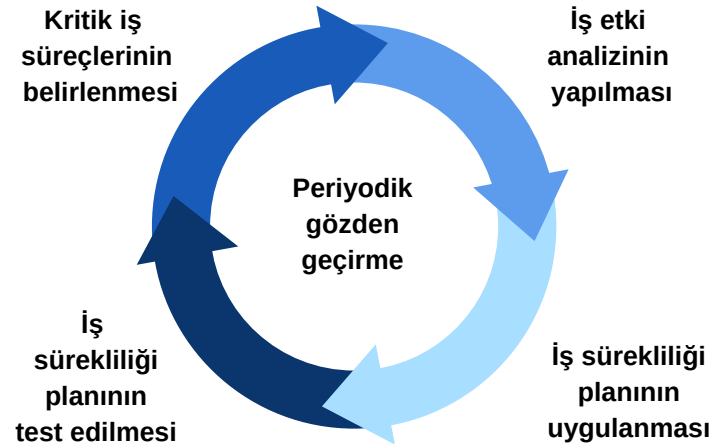 Kritik iş
süreçlerinin
belirlenmesi
İş etki
analizinin
yapılması
Periyodik
gözden
geçirme
İş
sürekliliği
planının
test edilmesi
İş sürekliliği
planının
uygulanması